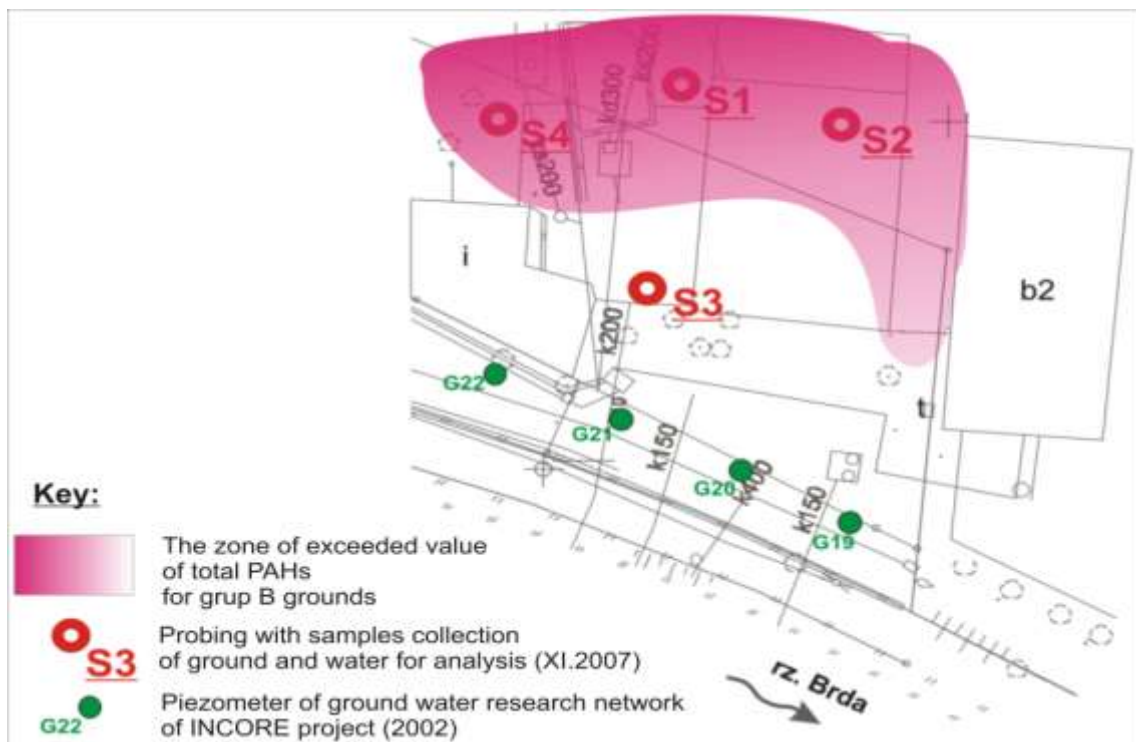 kd300
ks200
S1
S2
S4
ks200
i
b2
S3
k200
t
G22
G21
k150
G20
k400
k150
G19
rz. Brda
Key:
The zone of exceeded value
of total PAHs
for grup B grounds
Probing with samples collection
S3
of ground and water for analysis (XI.2007)
Piezometer of ground water research network
G22
of INCORE project (2002)